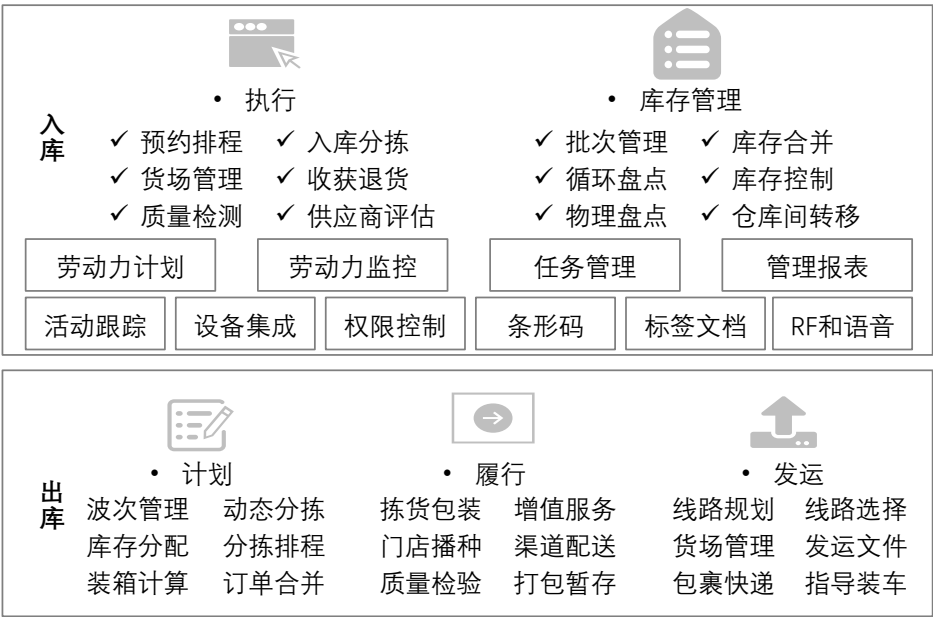 入库
• 执行
✓ 预约排程 ✓ 入库分拣
✓ 货场管理 ✓ 收获退货
✓ 质量检测 ✓ 供应商评估
• 库存管理
✓ 批次管理 ✓ 库存合并
✓ 循环盘点 ✓ 库存控制
✓ 物理盘点 ✓ 仓库间转移
劳动力计划 劳动力监控 任务管理 管理报表
活动跟踪 设备集成 权限控制 条形码 标签文档 RF和语音
出库
• 计划
波次管理 动态分拣
库存分配 分拣排程
装箱计算 订单合并
• 履行
拣货包装 增值服务
门店播种 渠道配送
质量检验 打包暂存
• 发运
线路规划 线路选择
货场管理 发运文件
包裹快递 指导装车